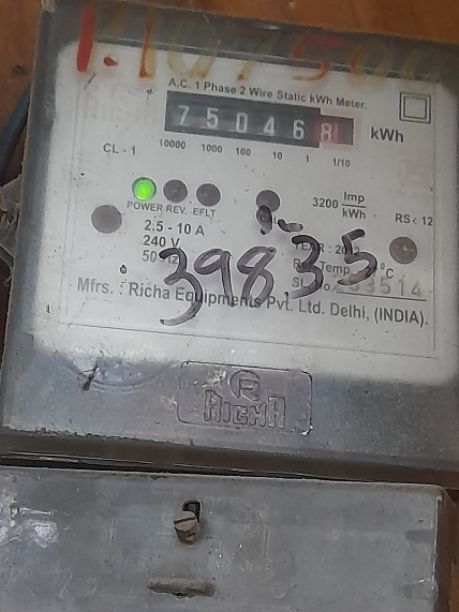 A.C. 1 Phase 2 Wire Static kWh Meter.
7 5 0 4 6 8 kWh
CL - 1 10000 1000 100 10 1 1/10
POWER REV. EFLT 3200 Imp/kWh RS < 12
2.5 - 10 A
240 V
39835
Mfrs. : Richa Equipments Pvt. Ltd. Delhi, (INDIA).
R
RICHA